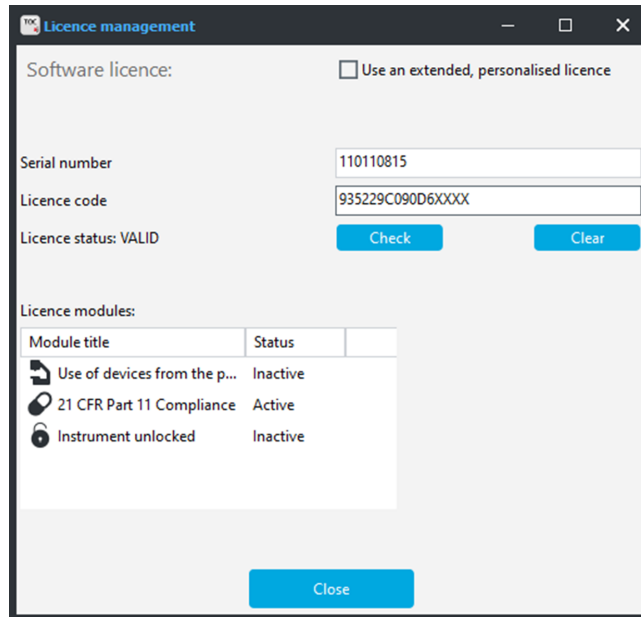 TOC
Licence management
Software licence:
Use an extended, personalised licence
Serial number
110110815
Licence code
935229C090D6XXXX
Licence status: VALID
Check
Clear
Licence modules:
Module title Status
Use of devices from the p... Inactive
21 CFR Part 11 Compliance Active
Instrument unlocked Inactive
Close